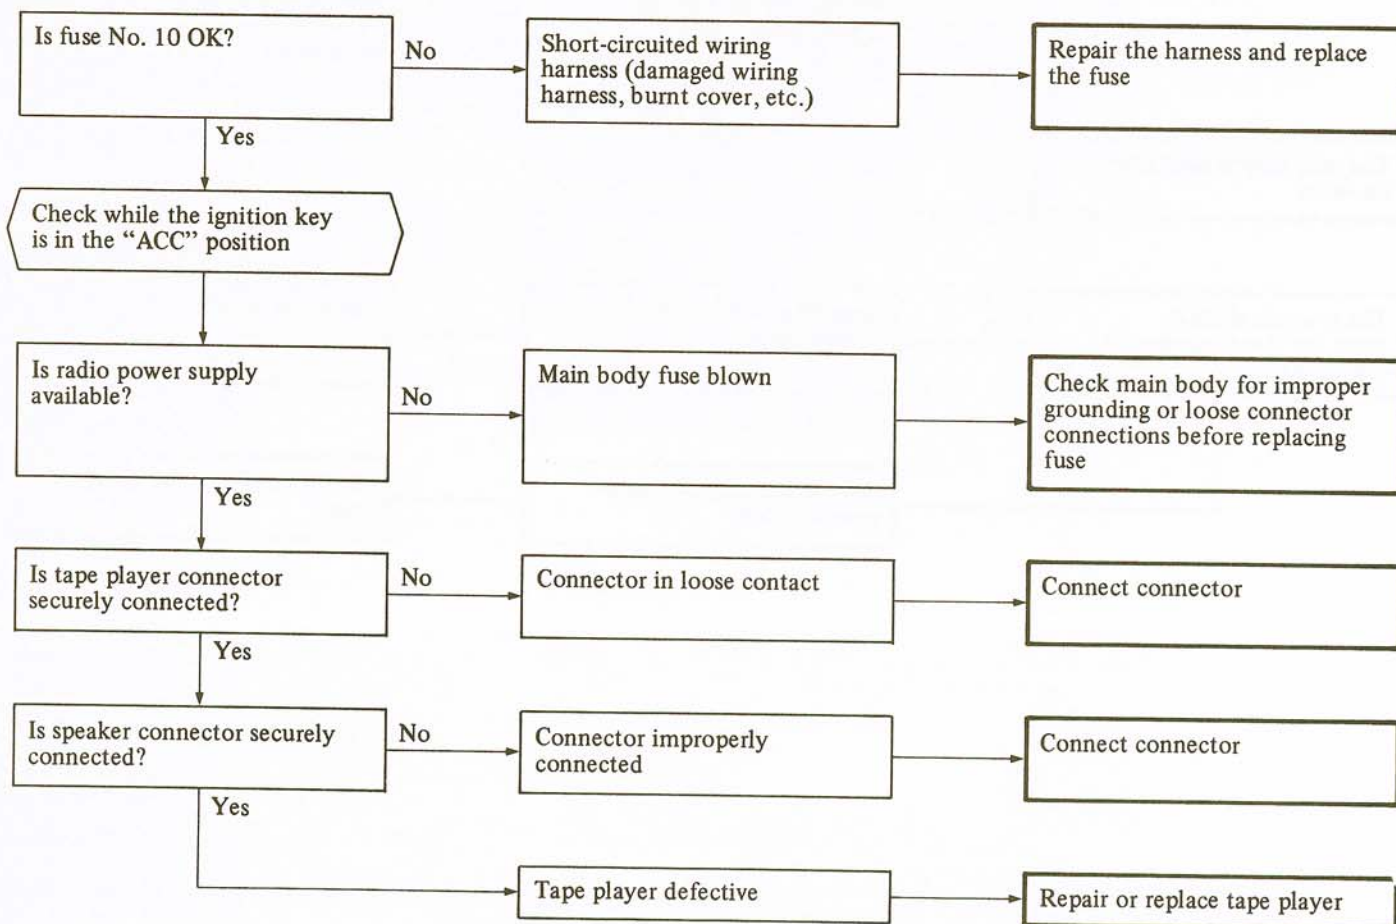 Is fuse No. 10 OK?
No
Short-circuited wiring
harness (damaged wiring
harness, burnt cover, etc.)
Repair the harness and replace
the fuse
Yes
Check while the ignition key
is in the “ACC” position
Is radio power supply
available?
No
Main body fuse blown
Check main body for improper
grounding or loose connector
connections before replacing
fuse
Yes
Is tape player connector
securely connected?
No
Connector in loose contact
Connect connector
Yes
Is speaker connector securely
connected?
No
Connector improperly
connected
Connect connector
Yes
Tape player defective
Repair or replace tape player